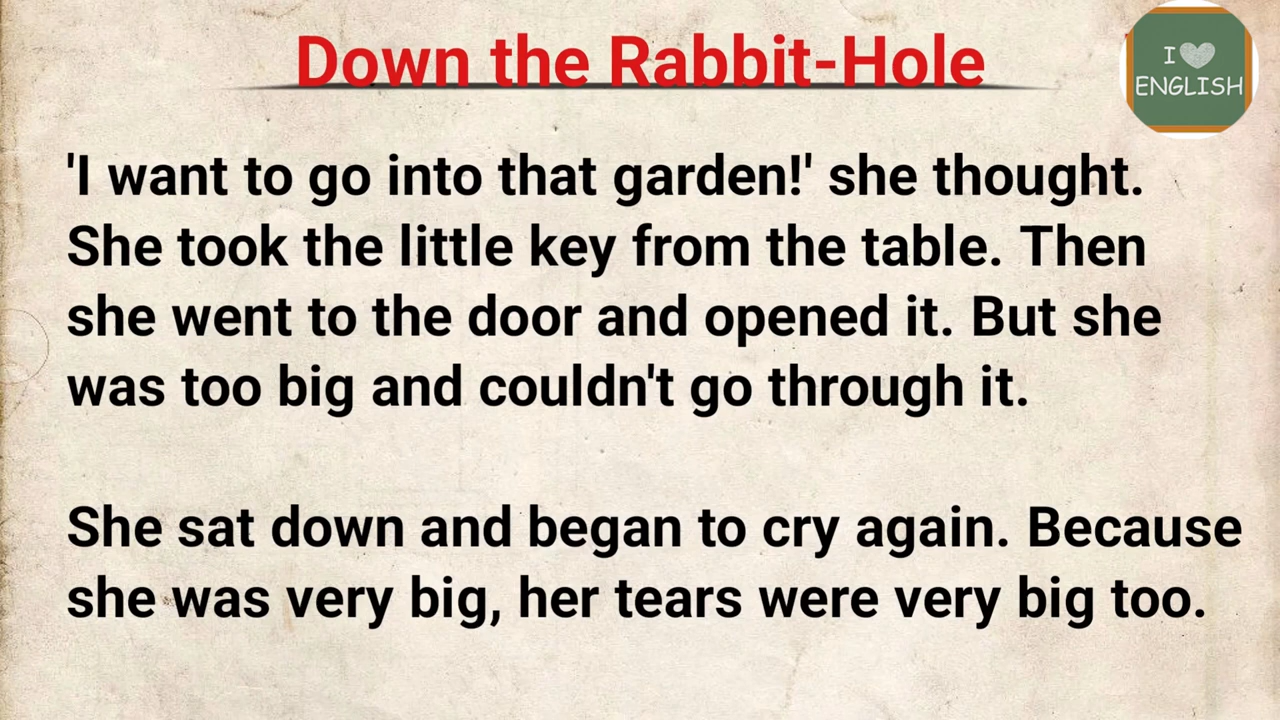 Down the Rabbit-Hole
I
ENGLISH
'I want to go into that garden!' she thought.
She took the little key from the table. Then
she went to the door and opened it. But she
was too big and couldn't go through it.
She sat down and began to cry again. Because
she was very big, her tears were very big too.